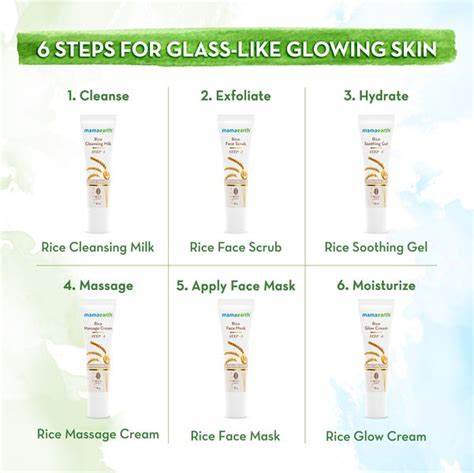 6 STEPS FOR GLASS-LIKE GLOWING SKIN
1. Cleanse
2. Exfoliate
3. Hydrate
mamaearth
Rice
Cleansing Milk
mamaearth
Rice
Face Scrub
mamaearth
Rice
Soothing Gel
Rice Cleansing Milk
Rice Face Scrub
Rice Soothing Gel
4. Massage
5. Apply Face Mask
6. Moisturize
mamaearth
Rice
Massage Cream
mamaearth
Rice
Face Mask
mamaearth
Rice
Glow Cream
Rice Massage Cream
Rice Face Mask
Rice Glow Cream